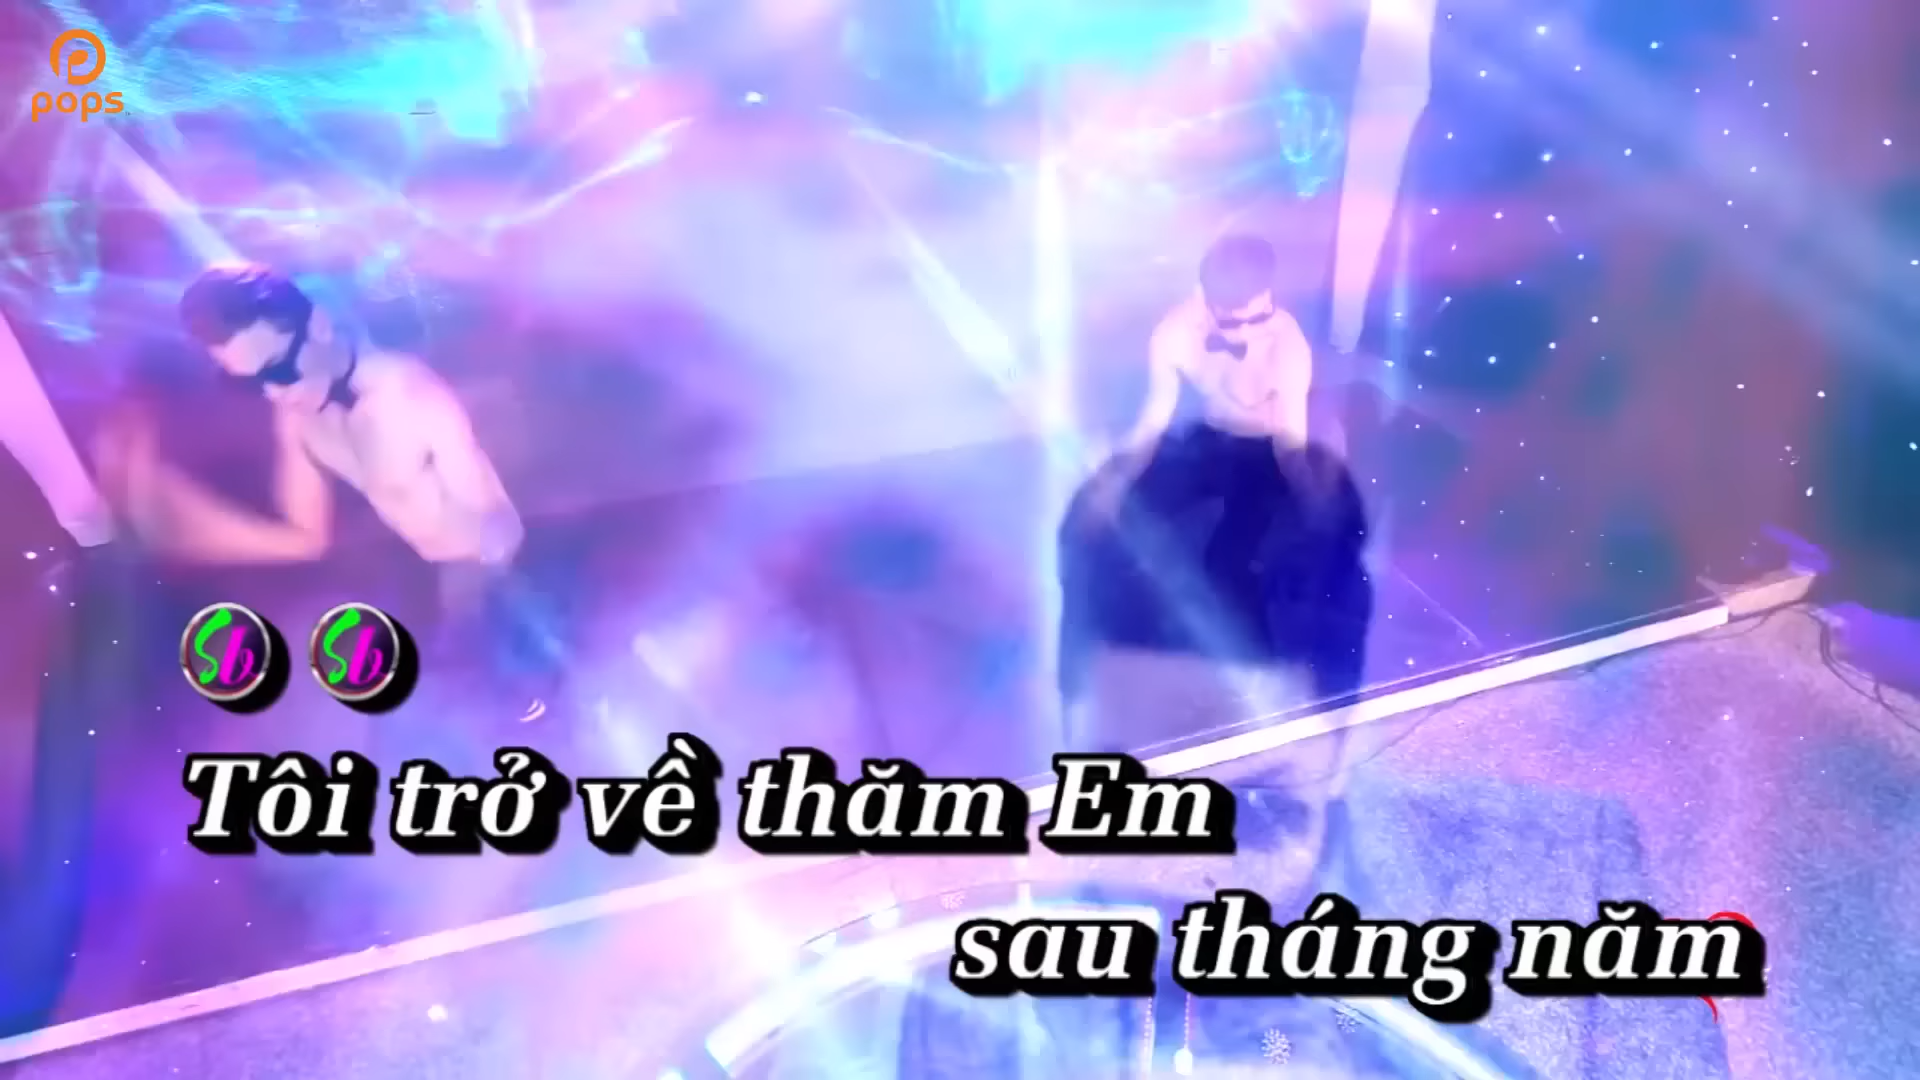 pops
Sb Sb
Tôi trở về thăm Em
sau tháng năm